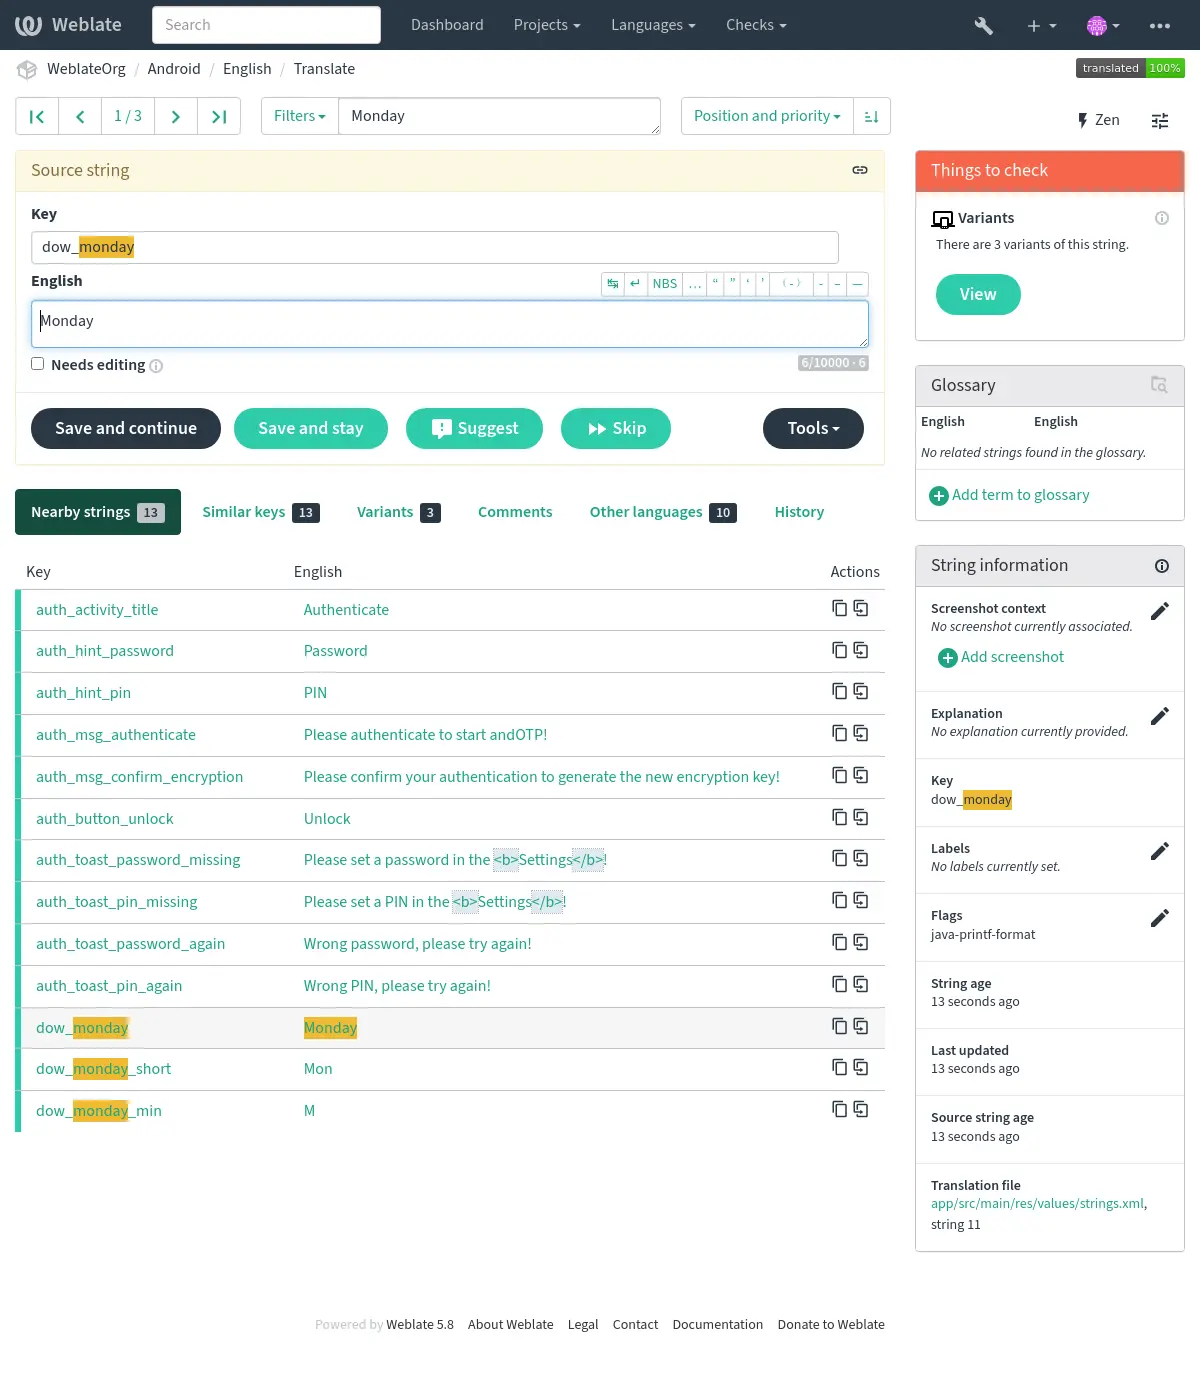 Weblate
Search
Dashboard
Projects
Languages
Checks
WeblateOrg / Android / English / Translate
translated 100%
1 / 3
Filters
Monday
Position and priority
Zen
Source string
Key
dow_monday
English
NBS … “ ” ‘ ’ (-) - – —
Monday
Needs editing
6/10000 · 6
Save and continue
Save and stay
Suggest
Skip
Tools
Nearby strings 13
Similar keys 13
Variants 3
Comments
Other languages 10
History
Key English Actions
auth_activity_title Authenticate
auth_hint_password Password
auth_hint_pin PIN
auth_msg_authenticate Please authenticate to start andOTP!
auth_msg_confirm_encryption Please confirm your authentication to generate the new encryption key!
auth_button_unlock Unlock
auth_toast_password_missing Please set a password in the <b>Settings</b>!
auth_toast_pin_missing Please set a PIN in the <b>Settings</b>!
auth_toast_password_again Wrong password, please try again!
auth_toast_pin_again Wrong PIN, please try again!
dow_monday Monday
dow_monday_short Mon
dow_monday_min M
Things to check
Variants
There are 3 variants of this string.
View
Glossary
English English
No related strings found in the glossary.
Add term to glossary
String information
Screenshot context
No screenshot currently associated.
Add screenshot
Explanation
No explanation currently provided.
Key
dow_monday
Labels
No labels currently set.
Flags
java-printf-format
String age
13 seconds ago
Last updated
13 seconds ago
Source string age
13 seconds ago
Translation file
app/src/main/res/values/strings.xml,
string 11
Powered by Weblate 5.8 About Weblate Legal Contact Documentation Donate to Weblate